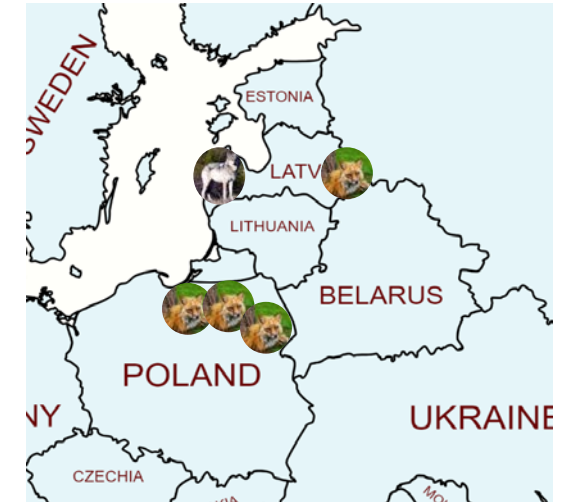 SWEDEN
ESTONIA
LATV
LITHUANIA
BELARUS
POLAND
NY
UKRAINE
CZECHIA